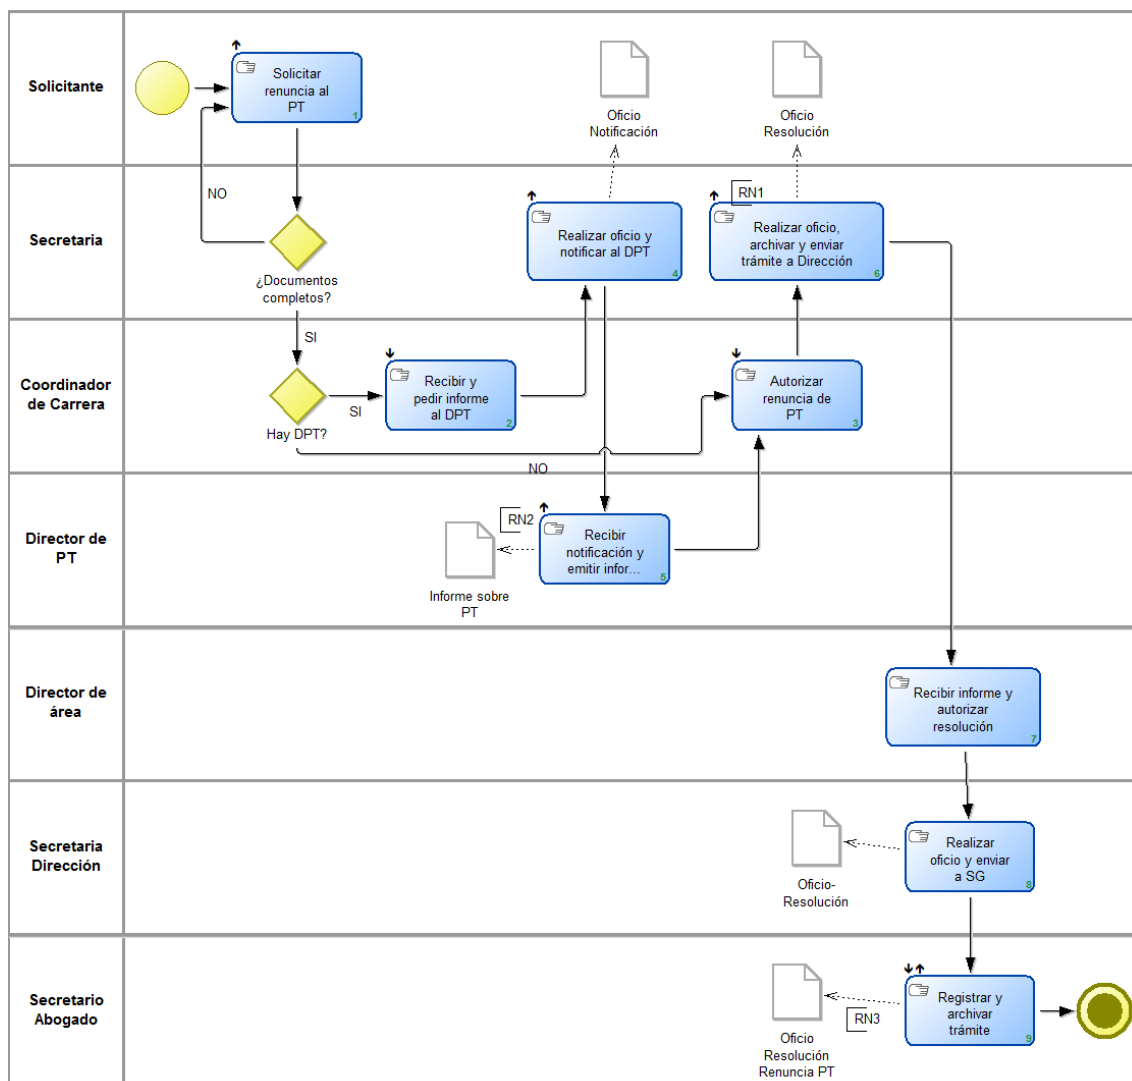 Solicitante
Solicitar
renuncia al
PT
1
Oficio
Notificación
Oficio
Resolución
Secretaria
NO
¿Documentos
completos?
Realizar oficio y
notificar al DPT
4
RN1
Realizar oficio,
archivar y enviar
trámite a Dirección
6
SI
Coordinador
de Carrera
Hay DPT?
SI
Recibir y
pedir informe
al DPT
2
Autorizar
renuncia de
PT
3
NO
Director de
PT
Informe sobre
PT
RN2
Recibir
notificación y
emitir infor...
5
Director de
área
Recibir informe y
autorizar
resolución
7
Secretaria
Dirección
Oficio-
Resolución
Realizar
oficio y enviar
a SG
8
Secretario
Abogado
Oficio
Resolución
Renuncia PT
RN3
Registrar y
archivar
trámite
9